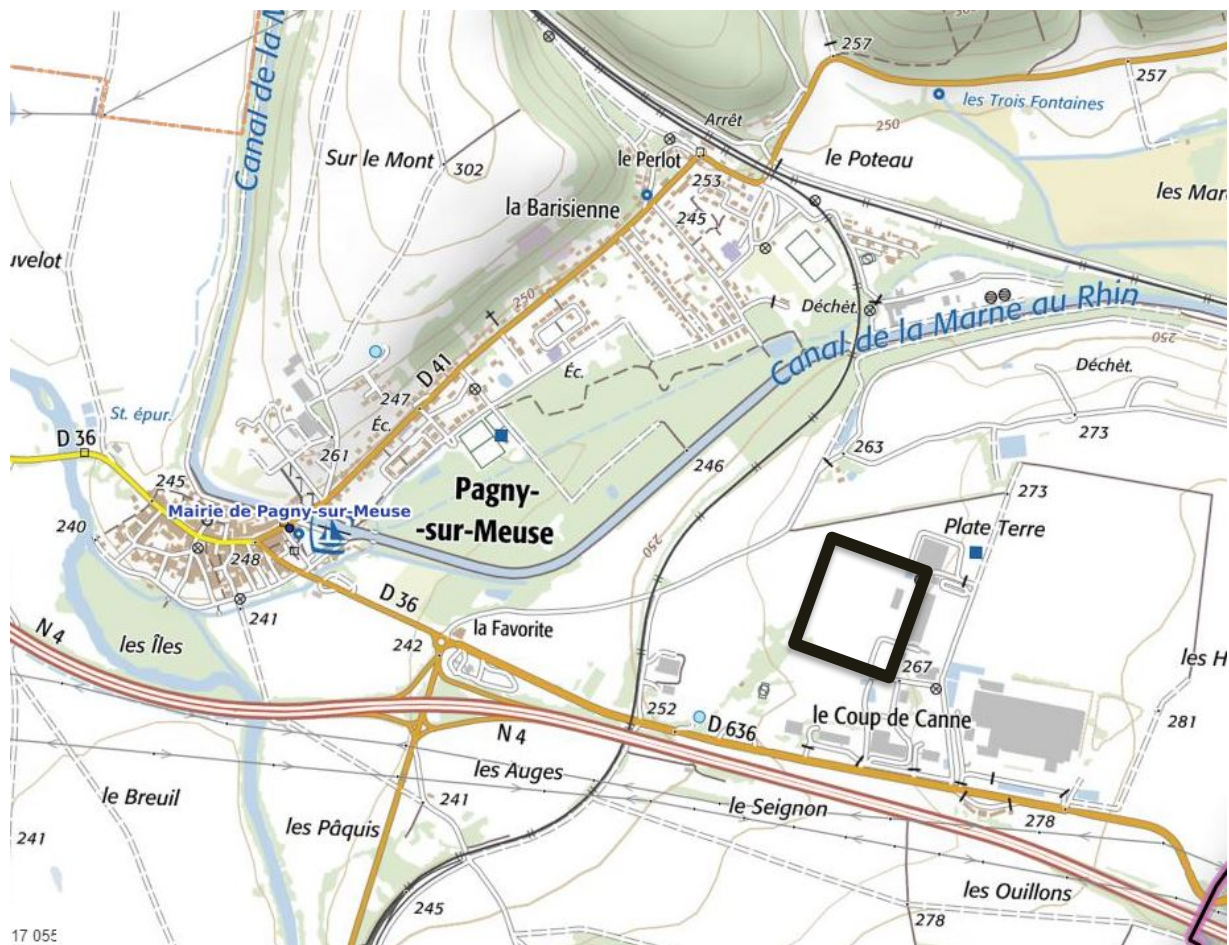 Canal de la M
257
257
les Trois Fontaines
250
Arrêt
Sur le Mont
302
le Perlot
le Poteau
253
les Mar
la Barisienne
245
uvelot
250
Déchèt.
Canal de la Marne au Rhin
250
D 41
Éc.
Déchèt.
St. épur.
247
Éc.
D 36
261
246
263
273
245
Pagny-
-sur-Meuse
273
Mairie de Pagny-sur-Meuse
Plate Terre
240
248
250
D 36
241
la Favorite
N 4
les Îles
242
267
les H
252
D 636
le Coup de Canne
281
N 4
les Auges
le Breuil
241
le Seignon
les Pâquis
278
241
les Ouillons
245
278
17 055